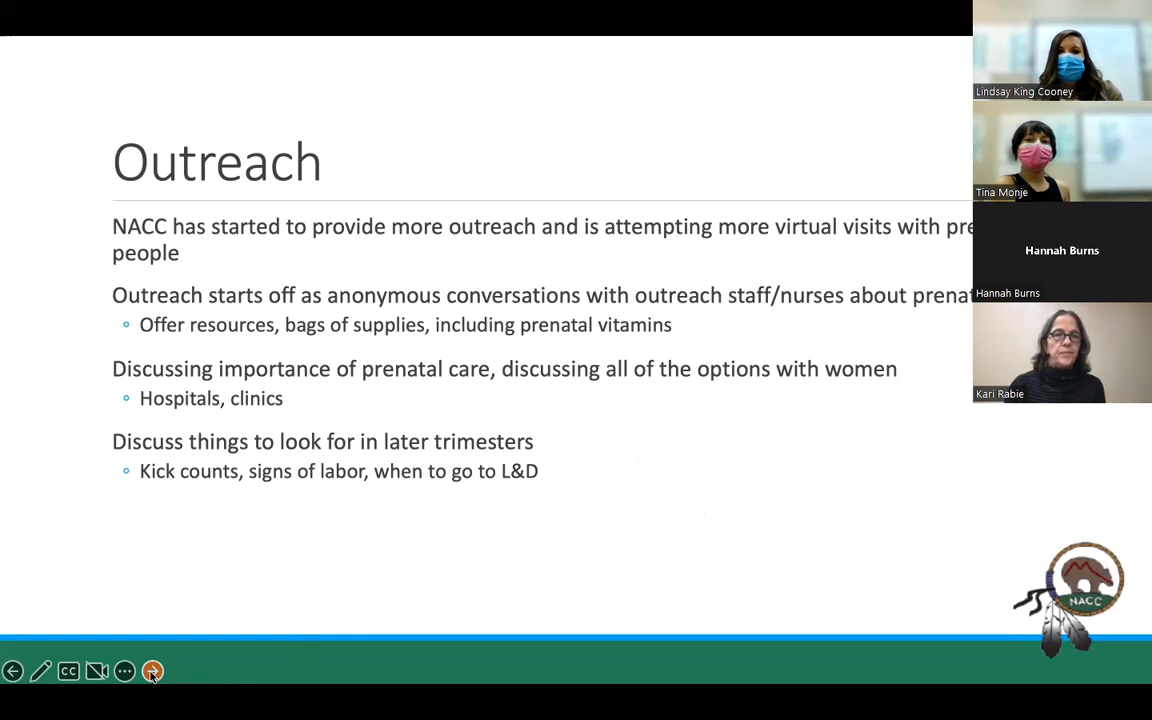 Outreach
NACC has started to provide more outreach and is attempting more virtual visits with
people
Outreach starts off as anonymous conversations with outreach staff/nurses about
Offer resources, bags of supplies, including prenatal vitamins
Discussing importance of prenatal care, discussing all of the options with women
Hospitals, clinics
Discuss things to look for in later trimesters
Kick counts, signs of labor, when to go to L&D
Lindsay King Cooney
Tina Monje
Hannah Burns
Hannah Burns
Kari Rabie
NACC
CC